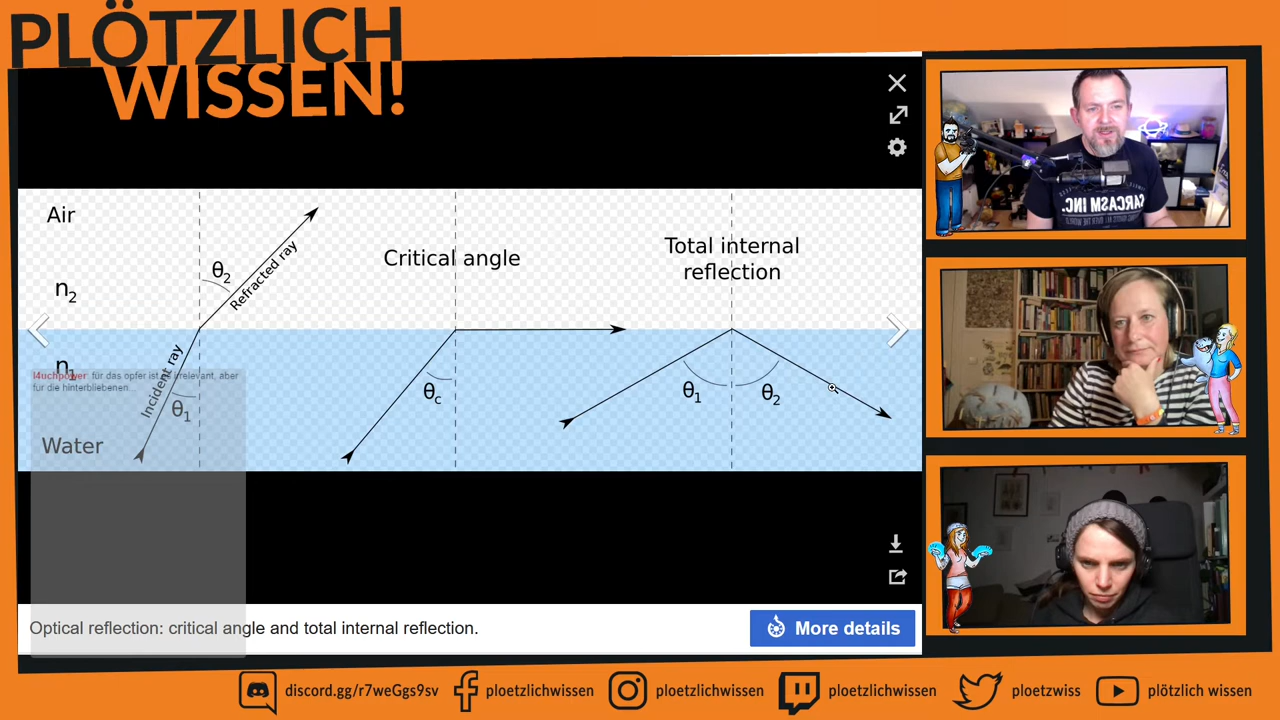 PLÖTZLICH
WISSEN!
Air
n2
n1
Water
Incident ray
Refracted ray
θ2
θ1
Critical angle
θc
Total internal
reflection
θ1
θ2
l4uchpower für das opfer ist es irrelevant, aber
für die hinterbliebenen...
Optical reflection: critical angle and total internal reflection.
More details
SARCASM INC.
discord.gg/r7weGgs9sv
ploetzlichwissen
ploetzlichwissen
ploetzlichwissen
ploetzwiss
plötzlich wissen